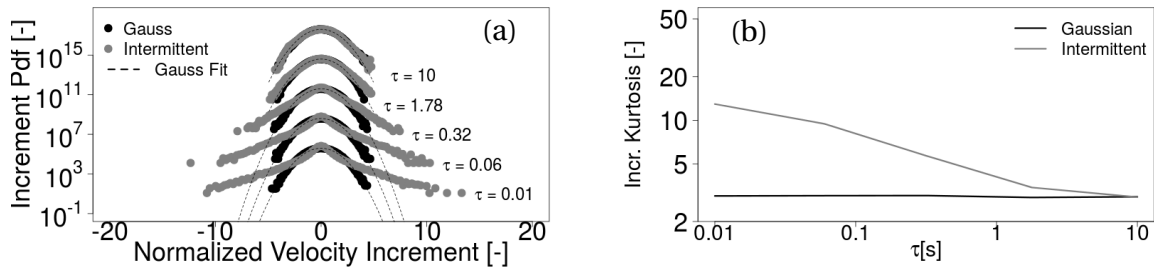 (a)
Gauss
Intermittent
Gauss Fit
Increment Pdf [-]
10^15
10^11
10^7
10^3
10^-1
τ = 10
τ = 1.78
τ = 0.32
τ = 0.06
τ = 0.01
-20 -10 0 10 20
Normalized Velocity Increment [-]
(b)
Gaussian
Intermittent
Incr. Kurtosis [-]
50
20
10
5
2
0.01 0.1 1 10
τ[s]